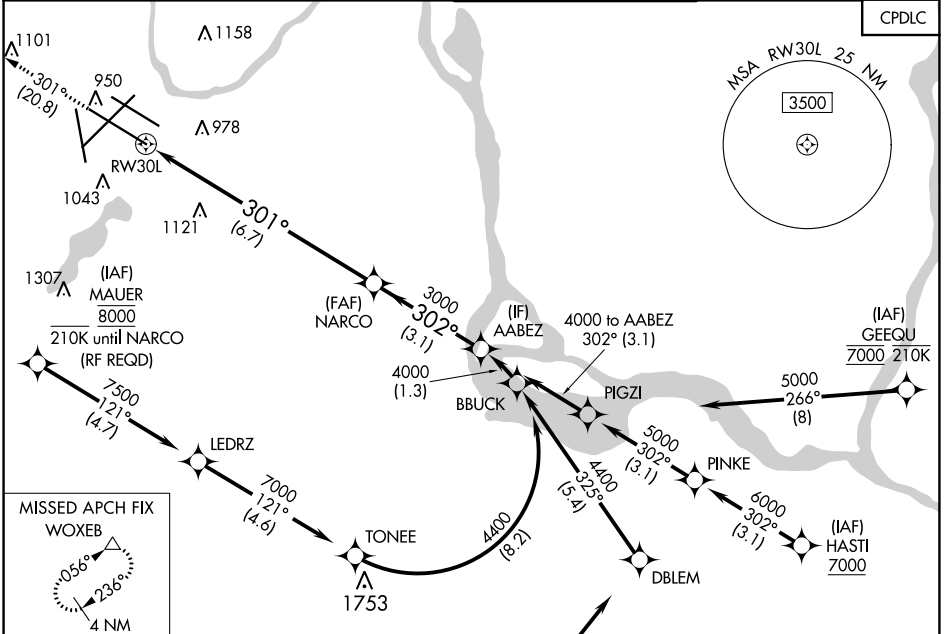 CPDLC
1101
1158
301°
(20.8)
950
978
RW30L
1043
1121
1307
MSA RW30L 25 NM
3500
301°
(6.7)
(IAF)
MAUER
8000
210K until NARCO
(RF REQD)
(FAF)
NARCO
3000
302°
(3.1)
(IF)
AABEZ
4000 to AABEZ
302° (3.1)
(IAF)
GEEQU
7000 210K
4000
(1.3)
BBUCK
PIGZI
5000
266°
(8)
7500
121°
(4.7)
LEDRZ
5000
302°
(3.1)
PINKE
4400
325°
(5.4)
7000
121°
(4.6)
6000
302°
(3.1)
(IAF)
HASTI
7000
4400
(8.2)
TONEE
DBLEM
1753
MISSED APCH FIX
WOXEB
056°
236°
4 NM